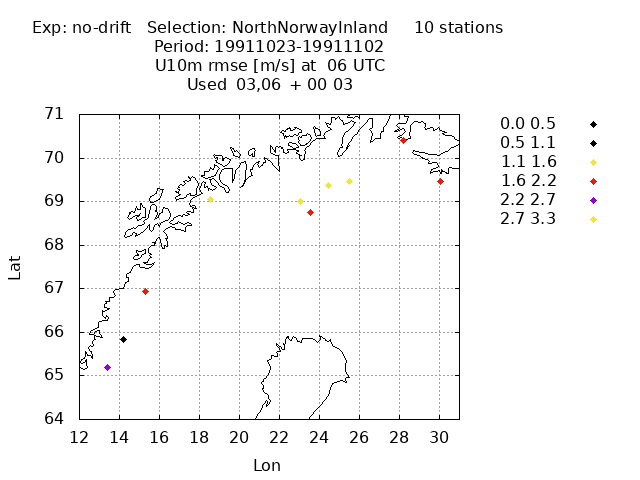 Exp: no-drift Selection: NorthNorwayInland 10 stations
Period: 19911023-19911102
U10m rmse [m/s] at 06 UTC
Used 03,06 + 00 03
71
70
69
68
67
66
65
64
Lat
12 14 16 18 20 22 24 26 28 30
Lon
0.0 0.5
0.5 1.1
1.1 1.6
1.6 2.2
2.2 2.7
2.7 3.3